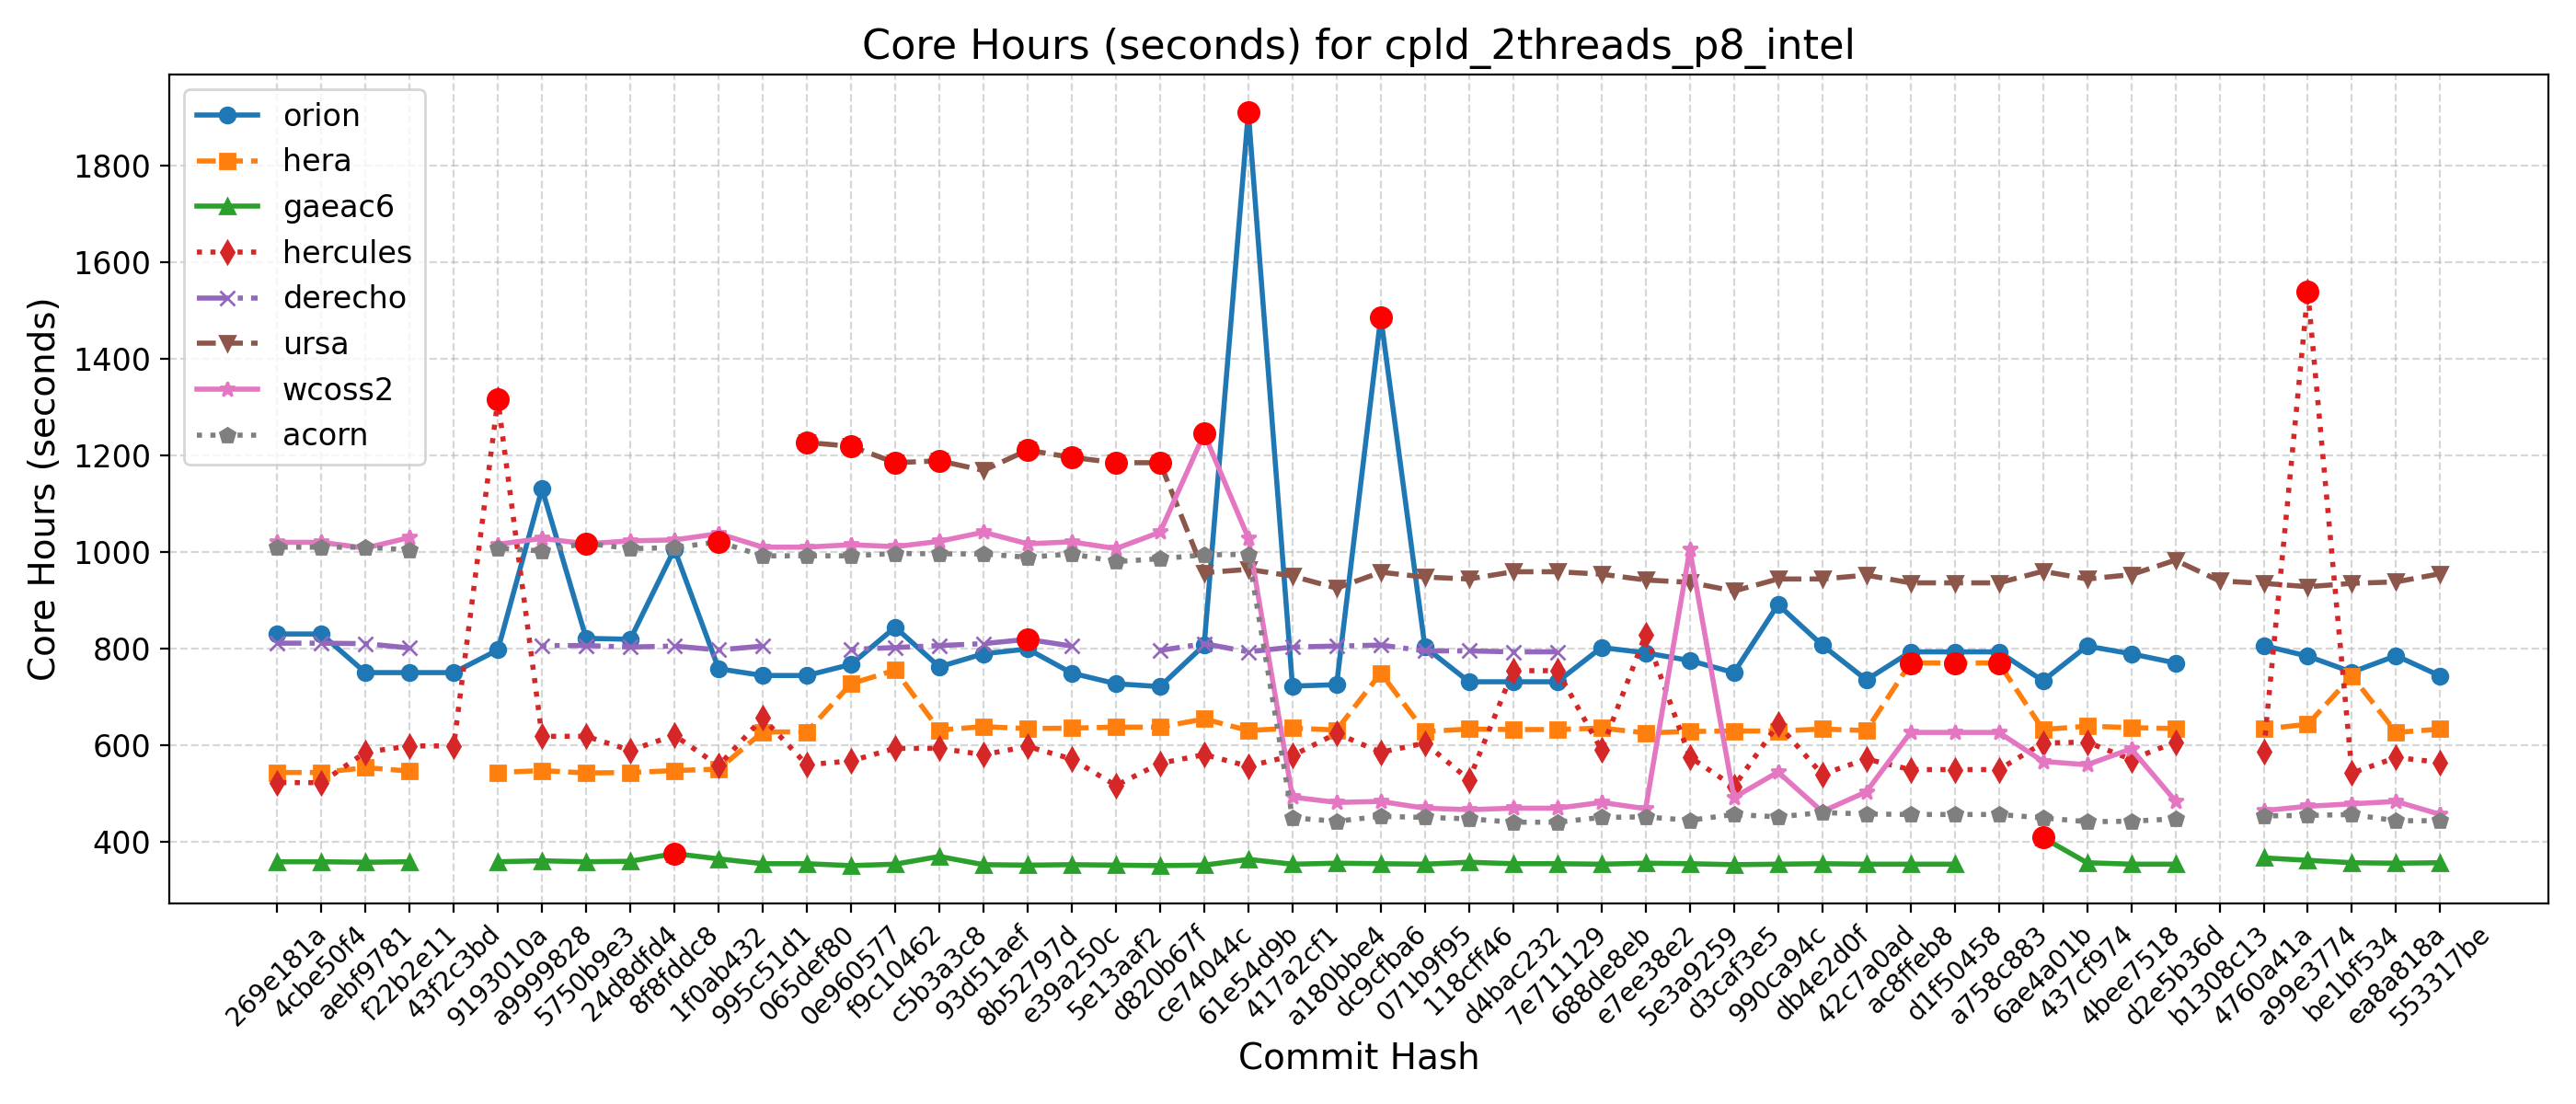 Core Hours (seconds) for cpld_2threads_p8_intel
Core Hours (seconds)
1800
1600
1400
1200
1000
800
600
400
orion
hera
gaeac6
hercules
derecho
ursa
wcoss2
acorn
269e181a
4cbe50f4
aebf9781
f22b2e11
43f2c3bd
9193010a
a9999828
5750b9e3
24d8dfd4
8f8fddc8
1f0ab432
995c51d1
065def80
0e960577
f9c10462
c5b3a3c8
93d51aef
8b52797d
e39a250c
5e13aaf2
d820b67f
ce74044c
61e54d9b
417a2cf1
a180bbe4
dc9cfba6
071b9f95
118cff46
d4bac232
7e711129
688de8eb
e7ee38e2
5e3a9259
d3caf3e5
990ca94c
db4e2d0f
42c7a0ad
ac8ffeb8
d1f50458
a758c883
6ae4a01b
437cf974
4bee7518
d2e5b36d
b1308c13
4760a41a
a99e3774
be1bf534
ea8a818a
553317be
Commit Hash